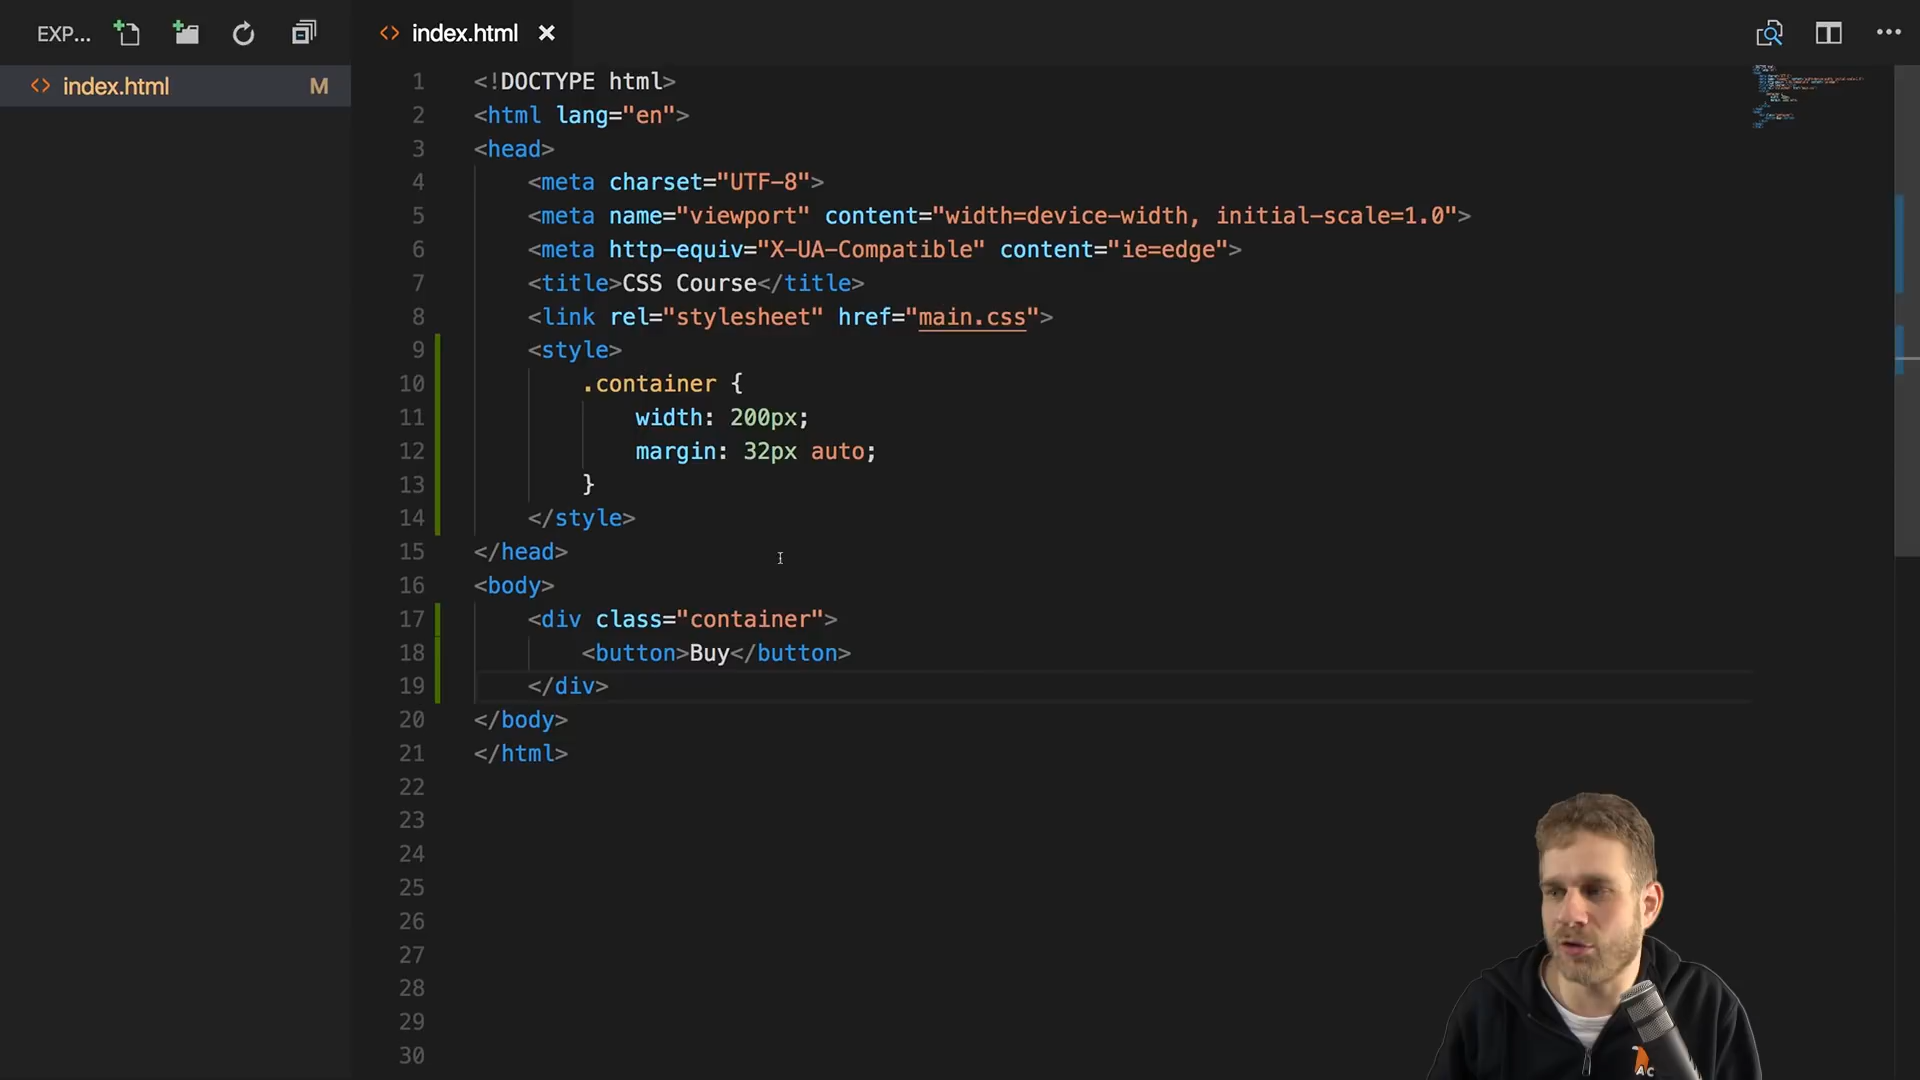 EXP...
index.html
index.html M
1 <!DOCTYPE html>
2 <html lang="en">
3 <head>
4 <meta charset="UTF-8">
5 <meta name="viewport" content="width=device-width, initial-scale=1.0">
6 <meta http-equiv="X-UA-Compatible" content="ie=edge">
7 <title>CSS Course</title>
8 <link rel="stylesheet" href="main.css">
9 <style>
10 .container {
11 width: 200px;
12 margin: 32px auto;
13 }
14 </style>
15 </head>
16 <body>
17 <div class="container">
18 <button>Buy</button>
19 </div>
20 </body>
21 </html>
22
23
24
25
26
27
28
29
30
AC